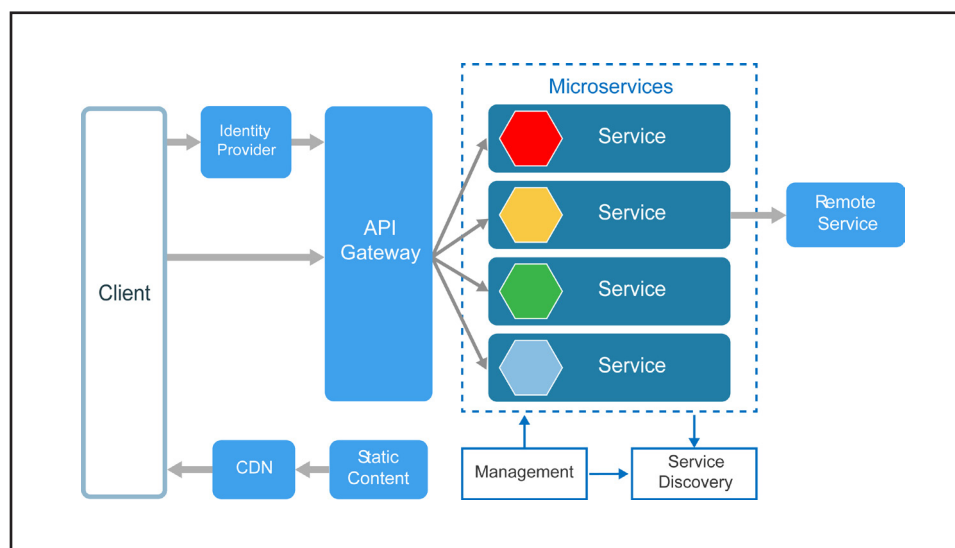 Microservices
Identity
Provider
Service
API
Gateway
Service
Remote
Service
Client
Service
Service
CDN
Static
Content
Management
Service
Discovery